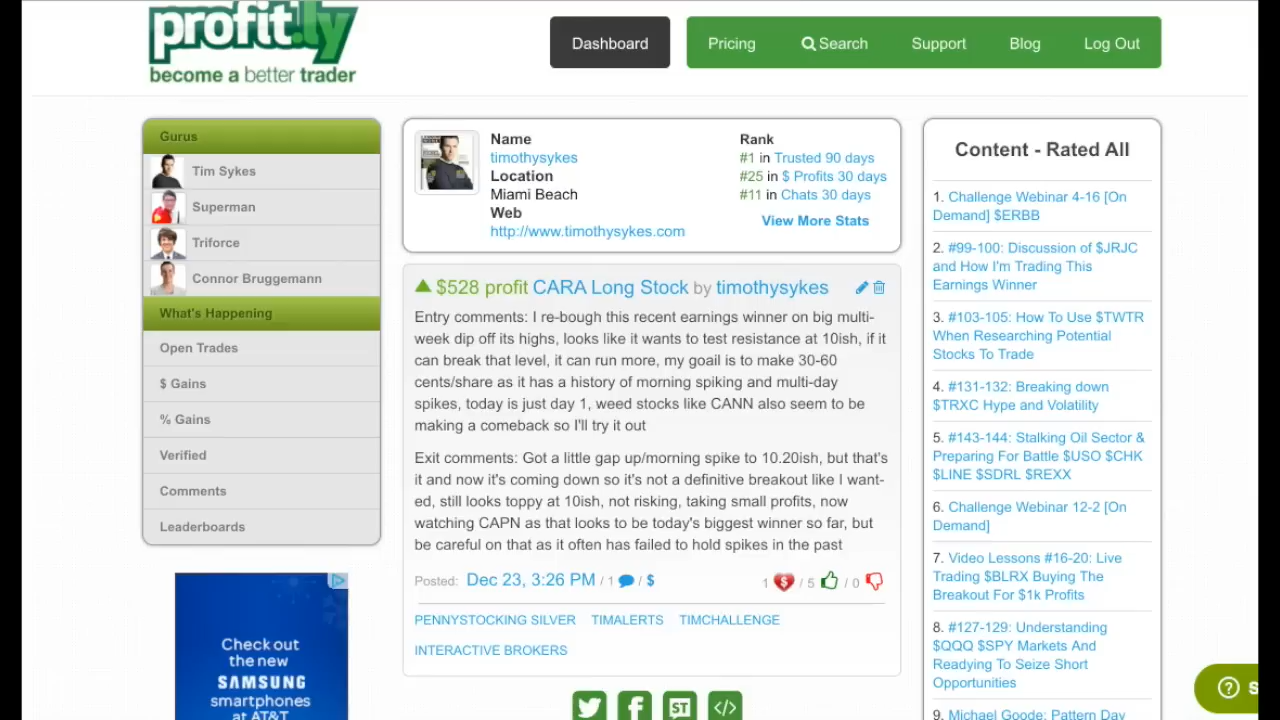 profit.ly
become a better trader
Dashboard
Pricing
Search
Support
Blog
Log Out
Gurus
Tim Sykes
Superman
Triforce
Connor Bruggemann
What's Happening
Open Trades
$ Gains
% Gains
Verified
Comments
Leaderboards
Check out
the new
SAMSUNG
smartphones
at AT&T
Name
timothysykes
Location
Miami Beach
Web
http://www.timothysykes.com
Rank
#1 in Trusted 90 days
#25 in $ Profits 30 days
#11 in Chats 30 days
View More Stats
$528 profit CARA Long Stock by timothysykes
Entry comments: I re-bough this recent earnings winner on big multi-
week dip off its highs, looks like it wants to test resistance at 10ish, if it
can break that level, it can run more, my goail is to make 30-60
cents/share as it has a history of morning spiking and multi-day
spikes, today is just day 1, weed stocks like CANN also seem to be
making a comeback so I'll try it out
Exit comments: Got a little gap up/morning spike to 10.20ish, but that's
it and now it's coming down so it's not a definitive breakout like I want-
ed, still looks toppy at 10ish, not risking, taking small profits, now
watching CAPN as that looks to be today's biggest winner so far, but
be careful on that as it often has failed to hold spikes in the past
Posted: Dec 23, 3:26 PM / 1 / $
1 $ / 5 / 0
PENNYSTOCKING SILVER TIMALERTS TIMCHALLENGE
INTERACTIVE BROKERS
ST
</>
Content - Rated All
1. Challenge Webinar 4-16 [On
Demand] $ERBB
2. #99-100: Discussion of $JRJC
and How I'm Trading This
Earnings Winner
3. #103-105: How To Use $TWTR
When Researching Potential
Stocks To Trade
4. #131-132: Breaking down
$TRXC Hype and Volatility
5. #143-144: Stalking Oil Sector &
Preparing For Battle $USO $CHK
$LINE $SDRL $REXX
6. Challenge Webinar 12-2 [On
Demand]
7. Video Lessons #16-20: Live
Trading $BLRX Buying The
Breakout For $1k Profits
8. #127-129: Understanding
$QQQ $SPY Markets And
Readying To Seize Short
Opportunities
9. Michael Goode: Pattern Day
? S